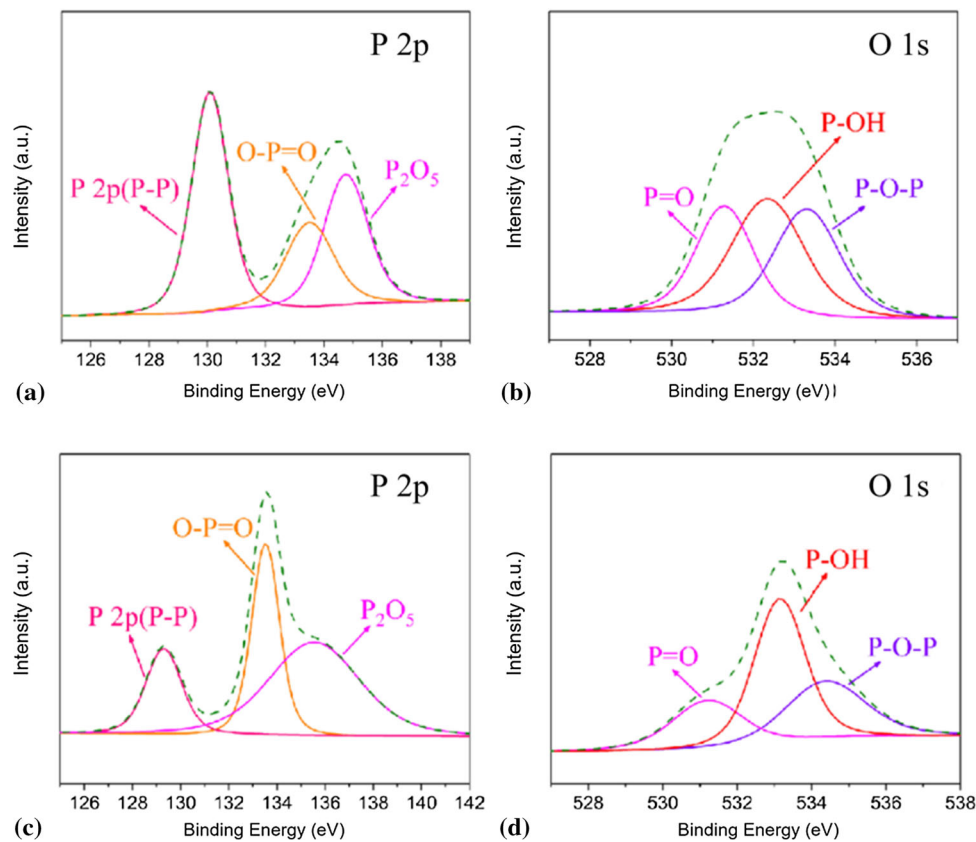 P 2p
O-P=O
P₂O₅
P 2p(P-P)
Intensity (a.u.)
126 128 130 132 134 136 138
Binding Energy (eV)
(a)
O 1s
P-OH
P=O
P-O-P
Intensity (a.u.)
528 530 532 534 536
Binding Energy (eV)
(b)
P 2p
O-P=O
P 2p(P-P)
P₂O₅
Intensity (a.u.)
126 128 130 132 134 136 138 140 142
Binding Energy (eV)
(c)
O 1s
P-OH
P=O
P-O-P
Intensity (a.u.)
528 530 532 534 536 538
Binding Energy (eV)
(d)